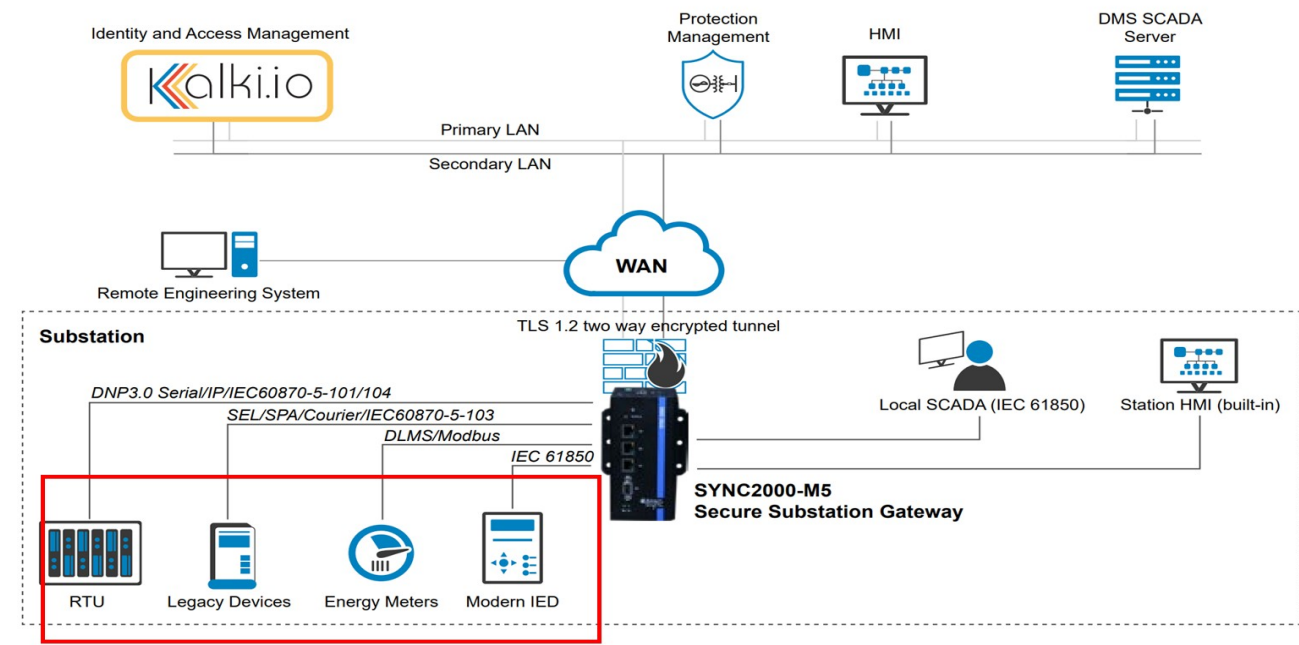 Identity and Access Management
Kalki.io
Protection
Management
HMI
DMS SCADA
Server
Primary LAN
Secondary LAN
WAN
Remote Engineering System
TLS 1.2 two way encrypted tunnel
Substation
DNP3.0 Serial/IP/IEC60870-5-101/104
SEL/SPA/Courier/IEC60870-5-103
DLMS/Modbus
IEC 61850
Local SCADA (IEC 61850)
Station HMI (built-in)
SYNC2000-M5
Secure Substation Gateway
RTU
Legacy Devices
Energy Meters
Modern IED